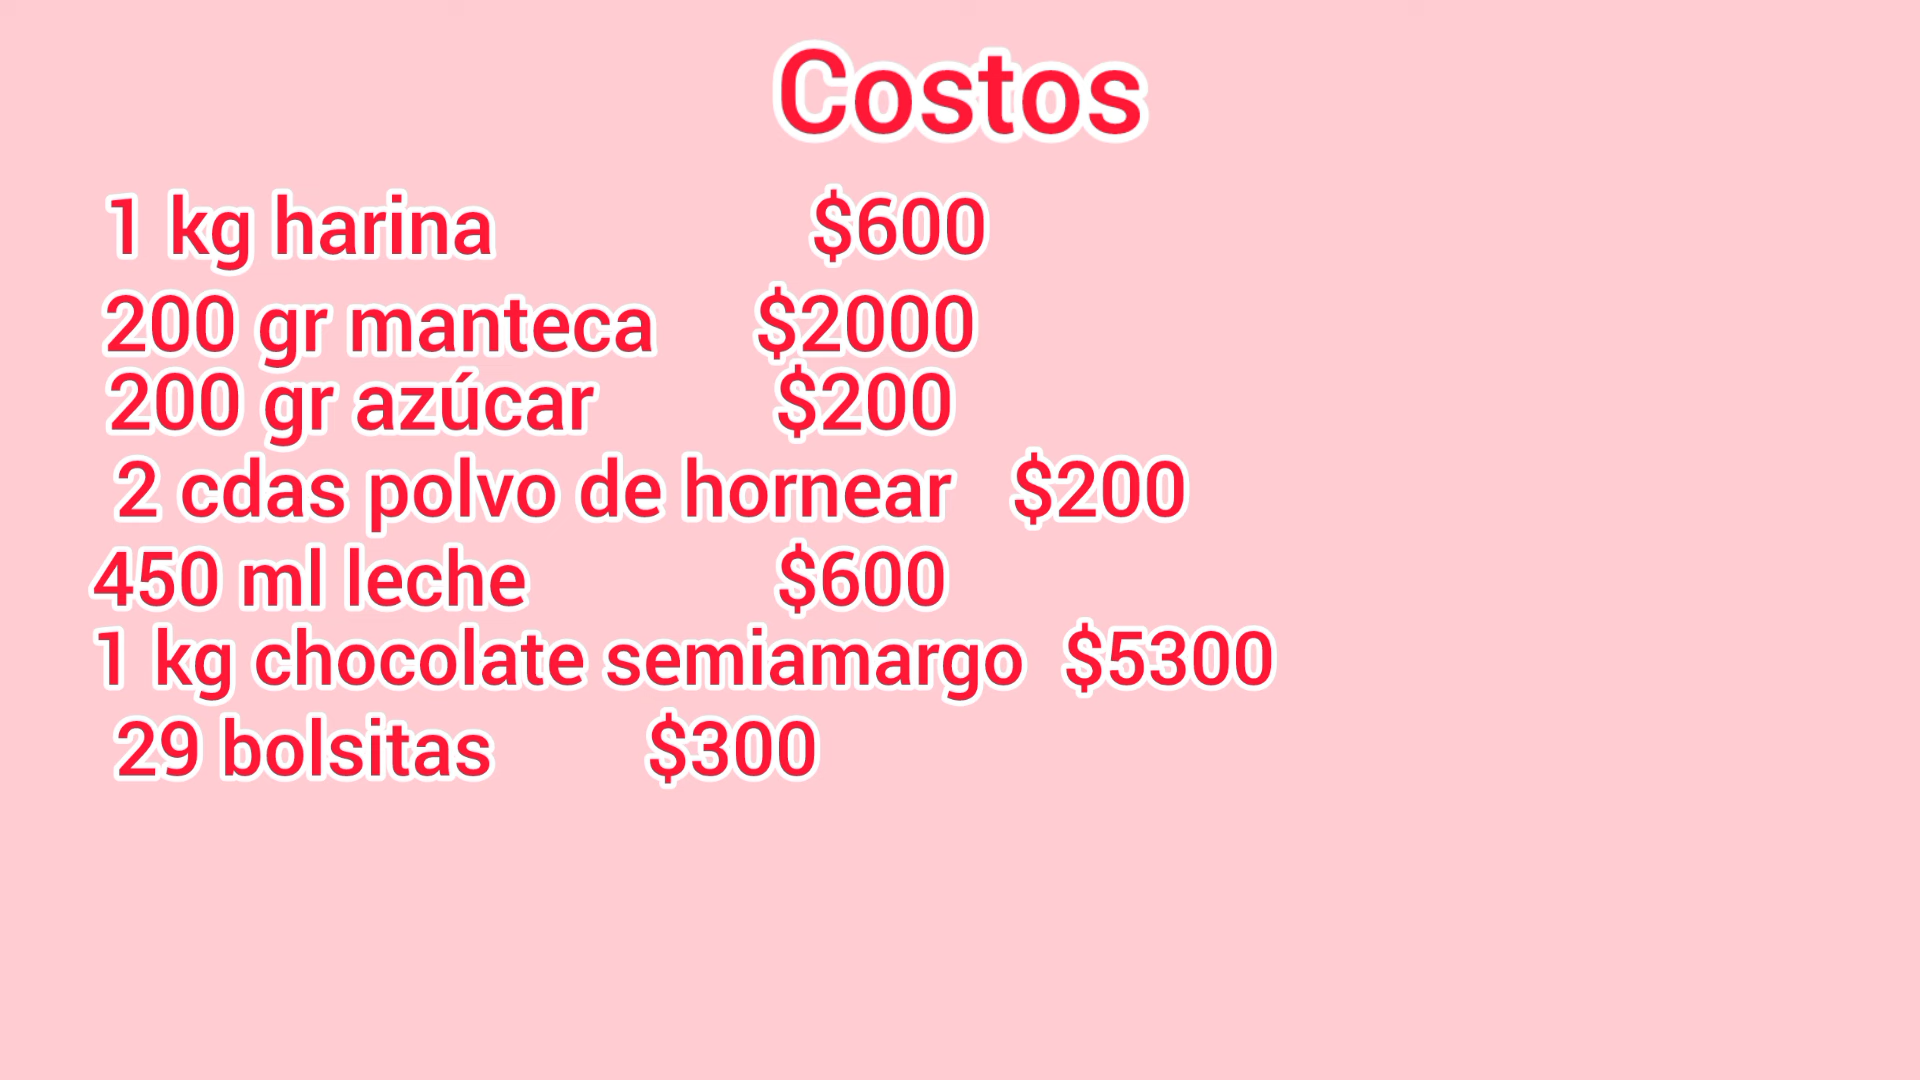 Costos
1 kg harina $600
200 gr manteca $2000
200 gr azúcar $200
2 cdas polvo de hornear $200
450 ml leche $600
1 kg chocolate semiamargo $5300
29 bolsitas $300